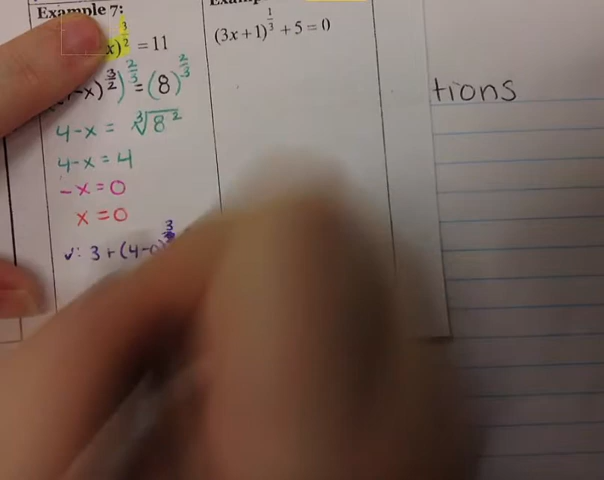 Example 7:
x)^{3/2} = 11
-x)^{3/2})^{2/3} = (8)^{2/3}
4-x = ∛8²
4-x = 4
-x = 0
x = 0
✓: 3+(4-0)^{3/2}
(3x+1)^{1/3} + 5 = 0
tions